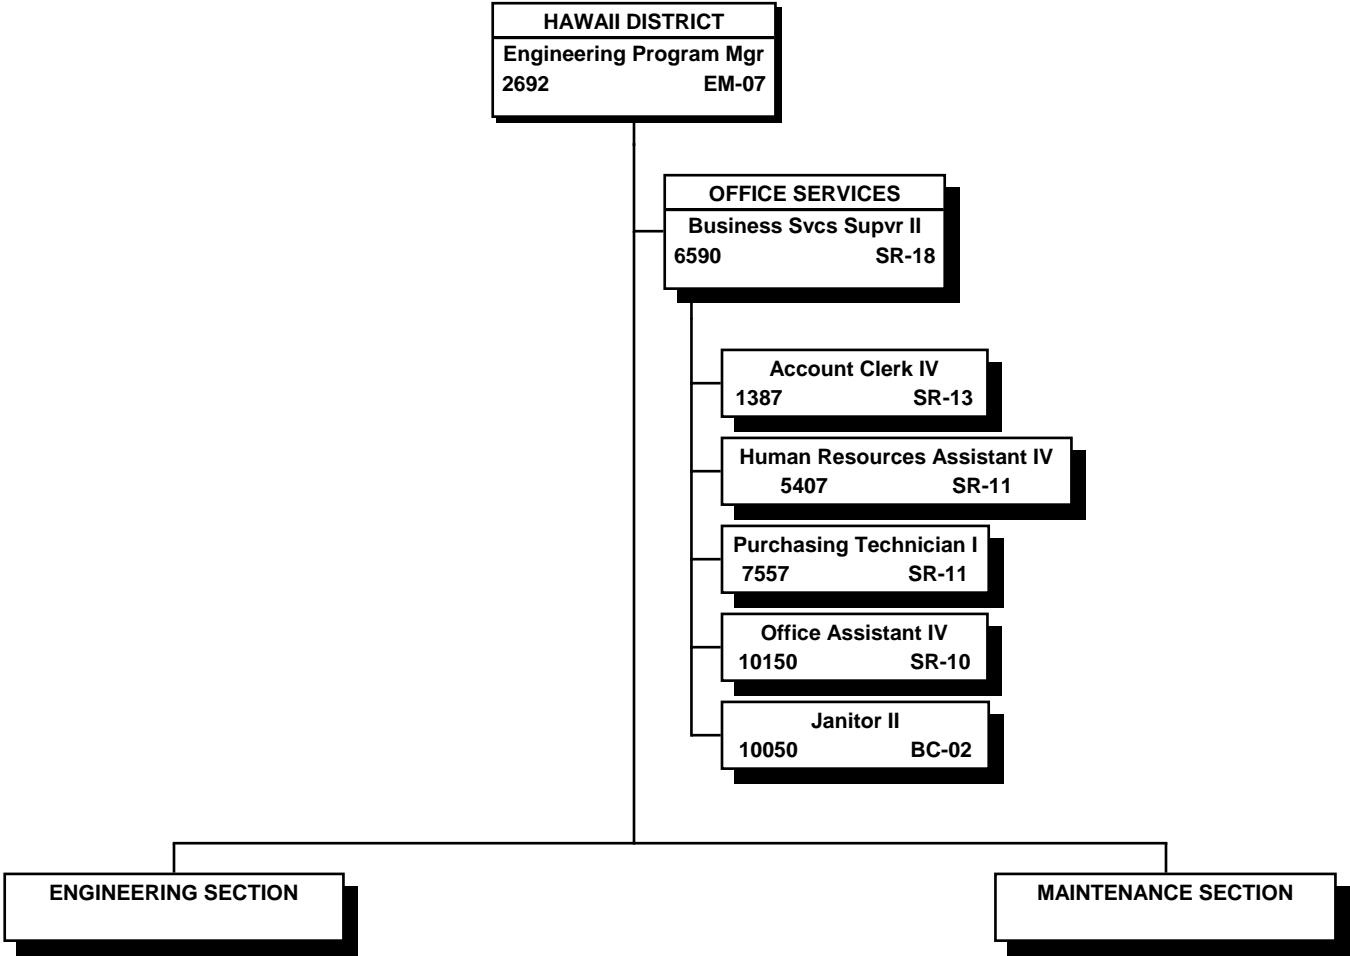 HAWAII DISTRICT
Engineering Program Mgr
2692 EM-07
OFFICE SERVICES
Business Svcs Supvr II
6590 SR-18
Account Clerk IV
1387 SR-13
Human Resources Assistant IV
5407 SR-11
Purchasing Technician I
7557 SR-11
Office Assistant IV
10150 SR-10
Janitor II
10050 BC-02
ENGINEERING SECTION
MAINTENANCE SECTION